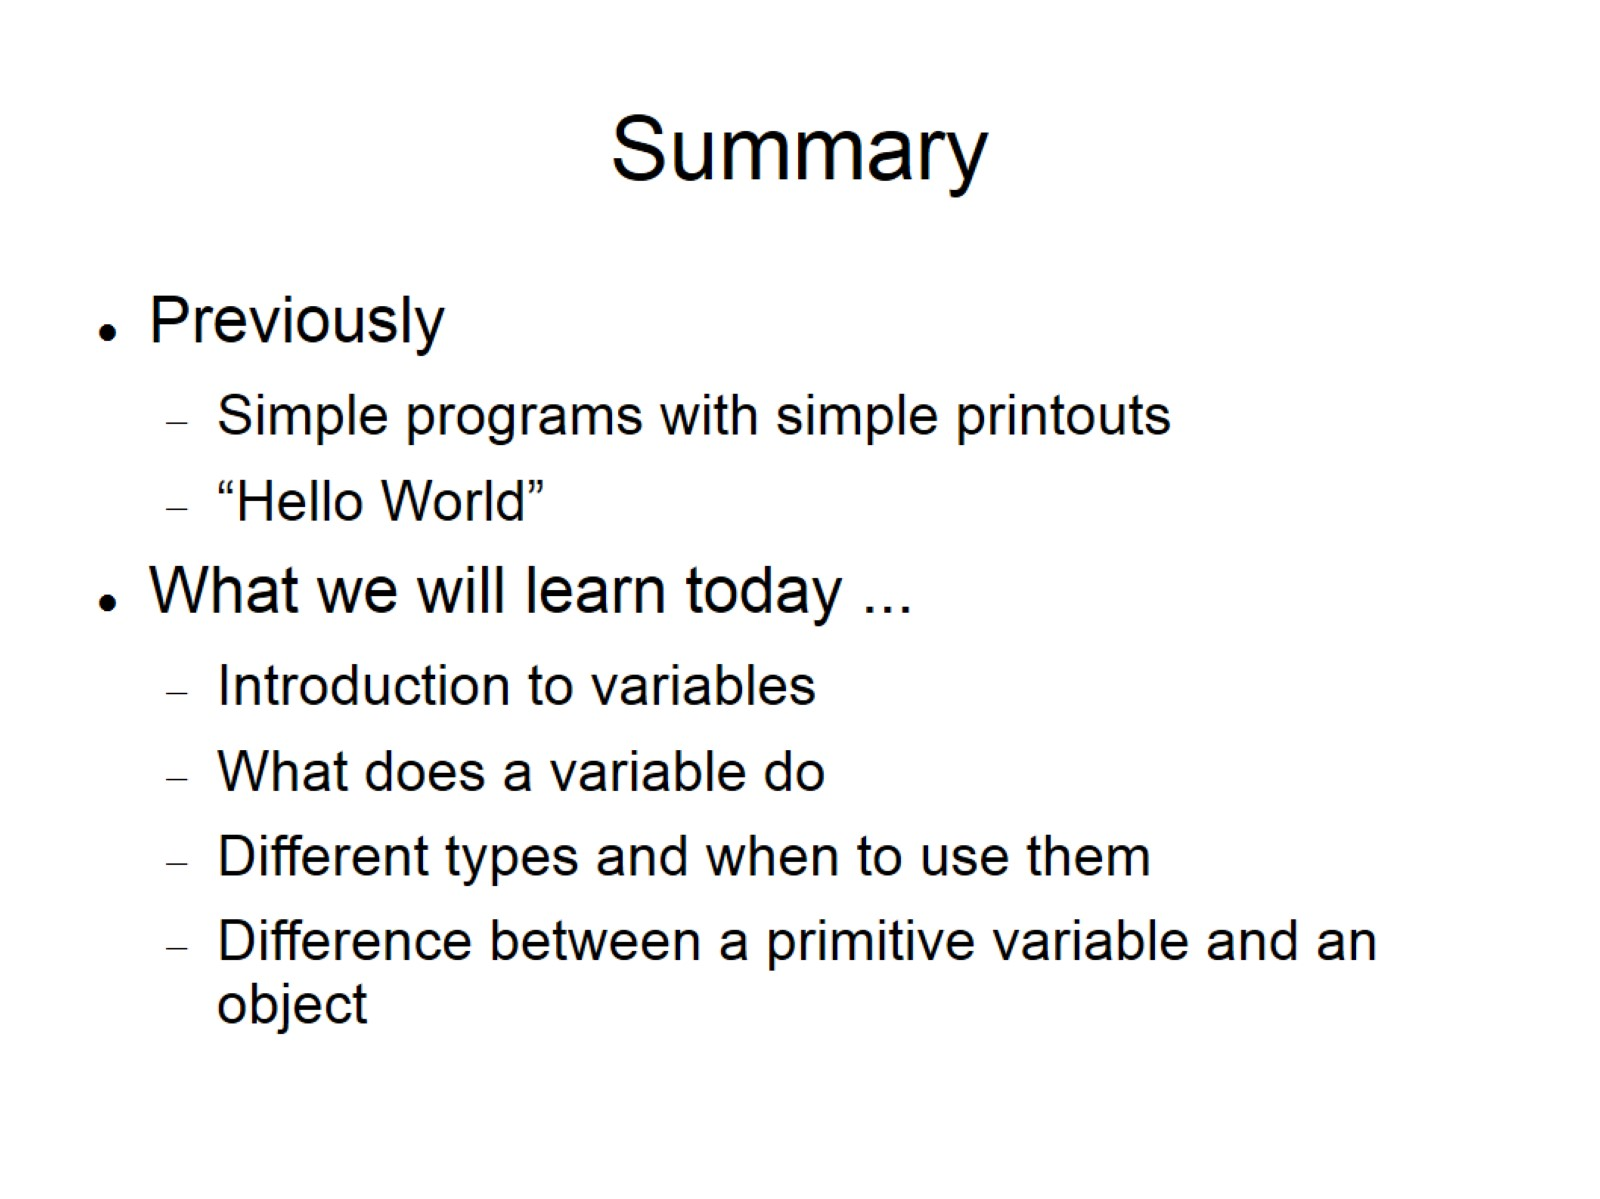 Summary
● Previously
– Simple programs with simple printouts
– “Hello World”
● What we will learn today ...
– Introduction to variables
– What does a variable do
– Different types and when to use them
– Difference between a primitive variable and an
object